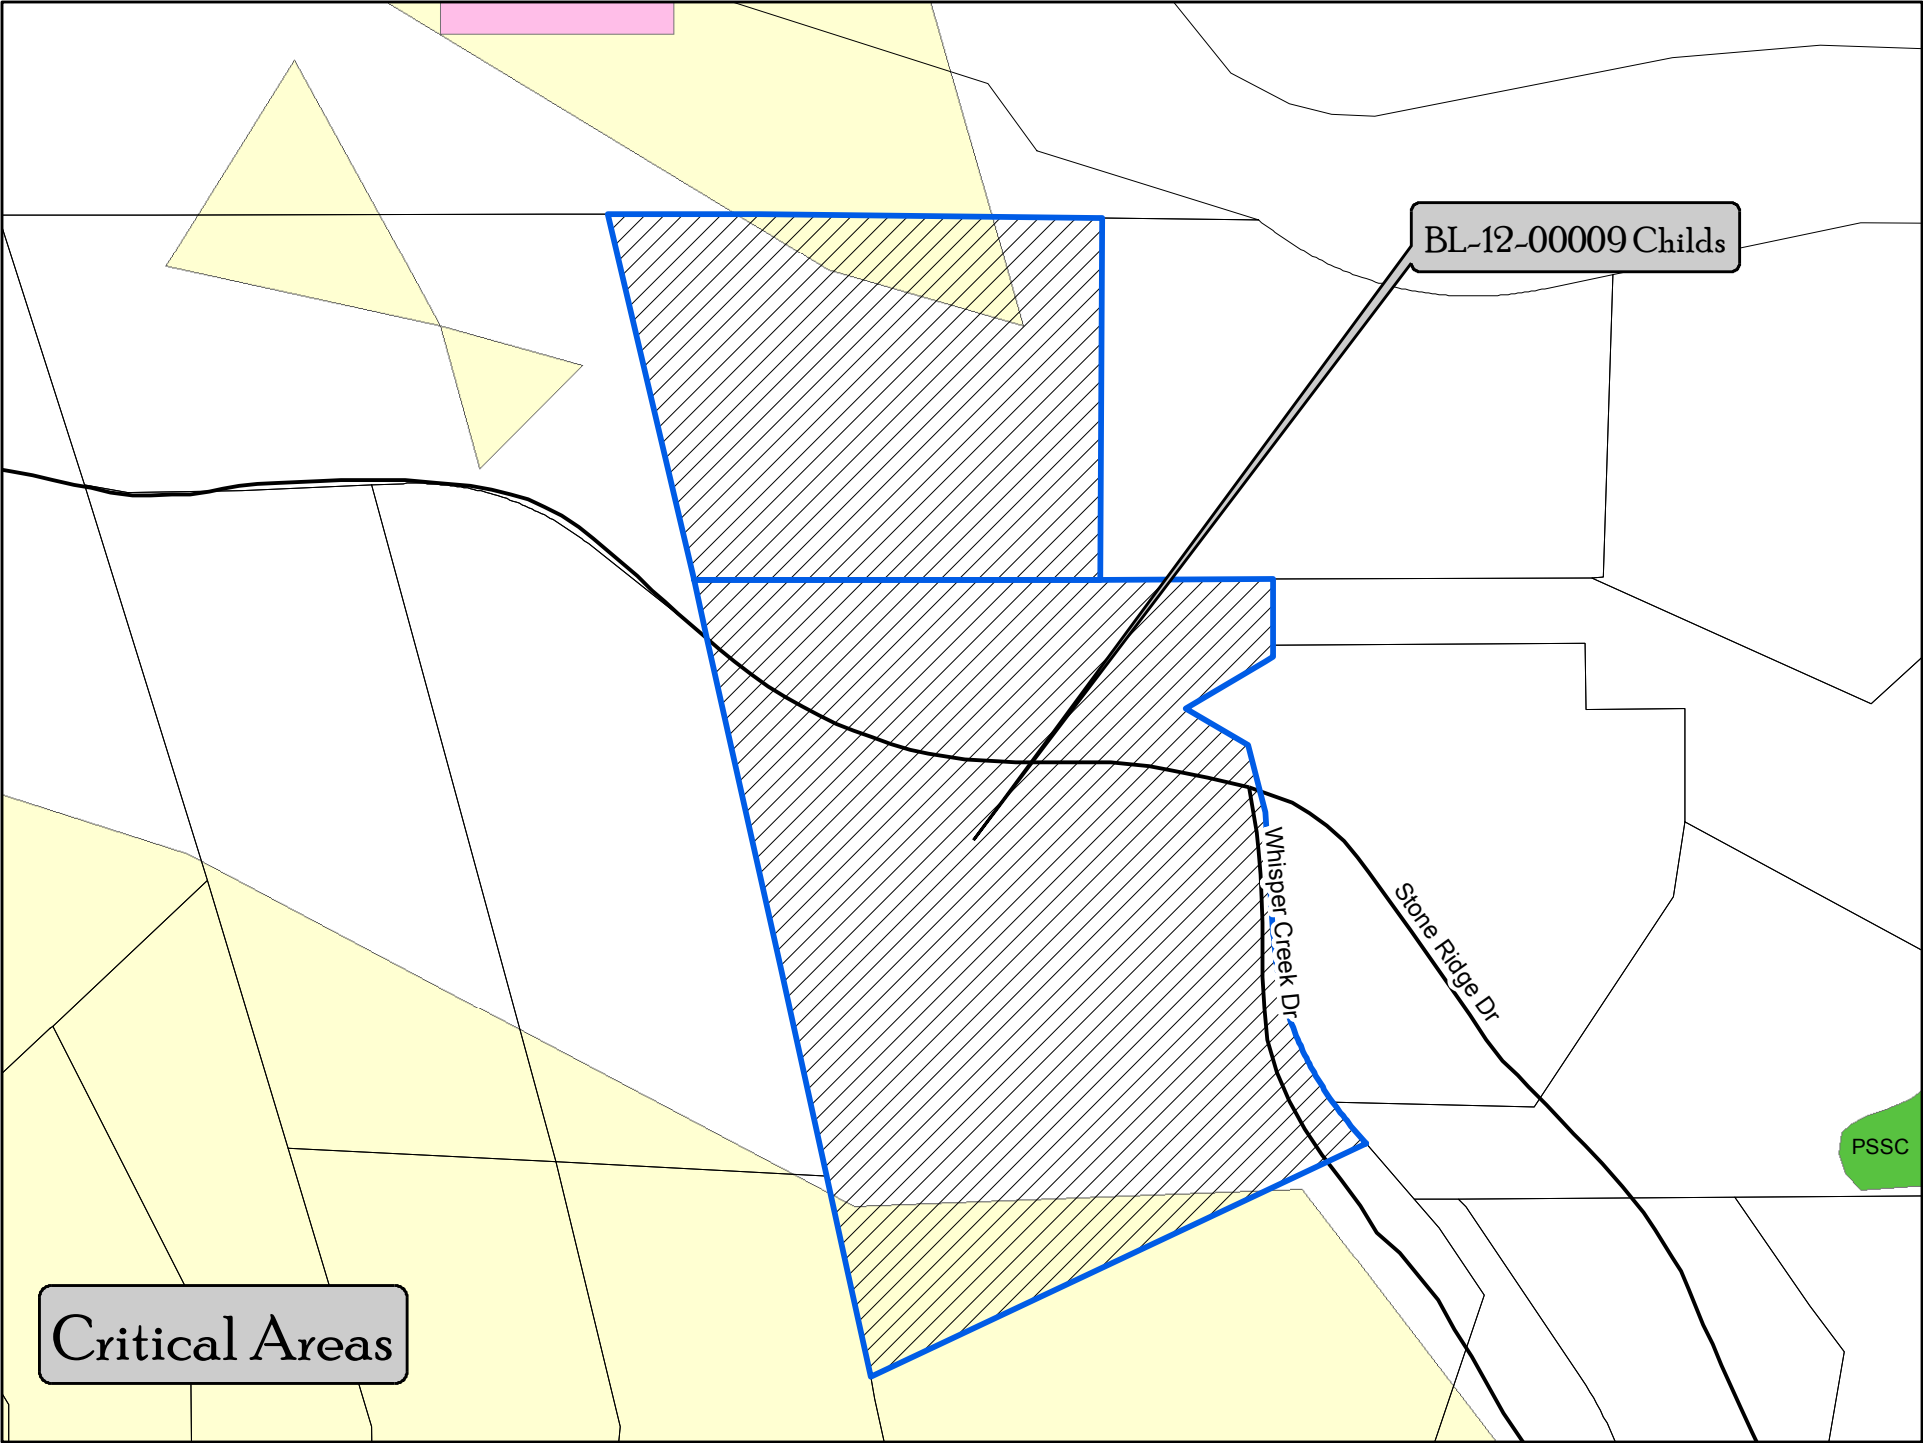 BL-12-00009 Childs
Whisper Creek Dr
Stone Ridge Dr
PSSC
Critical Areas